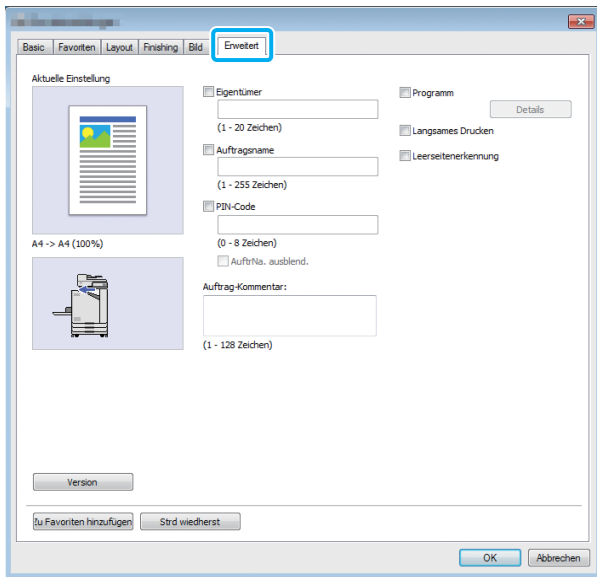 Basic Favoriten Layout Finishing Bild Erweitert
Aktuelle Einstellung
A4 -> A4 (100%)
Eigentümer
(1 - 20 Zeichen)
Auftragsname
(1 - 255 Zeichen)
PIN-Code
(0 - 8 Zeichen)
AuftrNa. ausblend.
Auftrag-Kommentar:
(1 - 128 Zeichen)
Programm
Details
Langsames Drucken
Leerseitenerkennung
Version
Zu Favoriten hinzufügen Strd wiedherst
OK Abbrechen